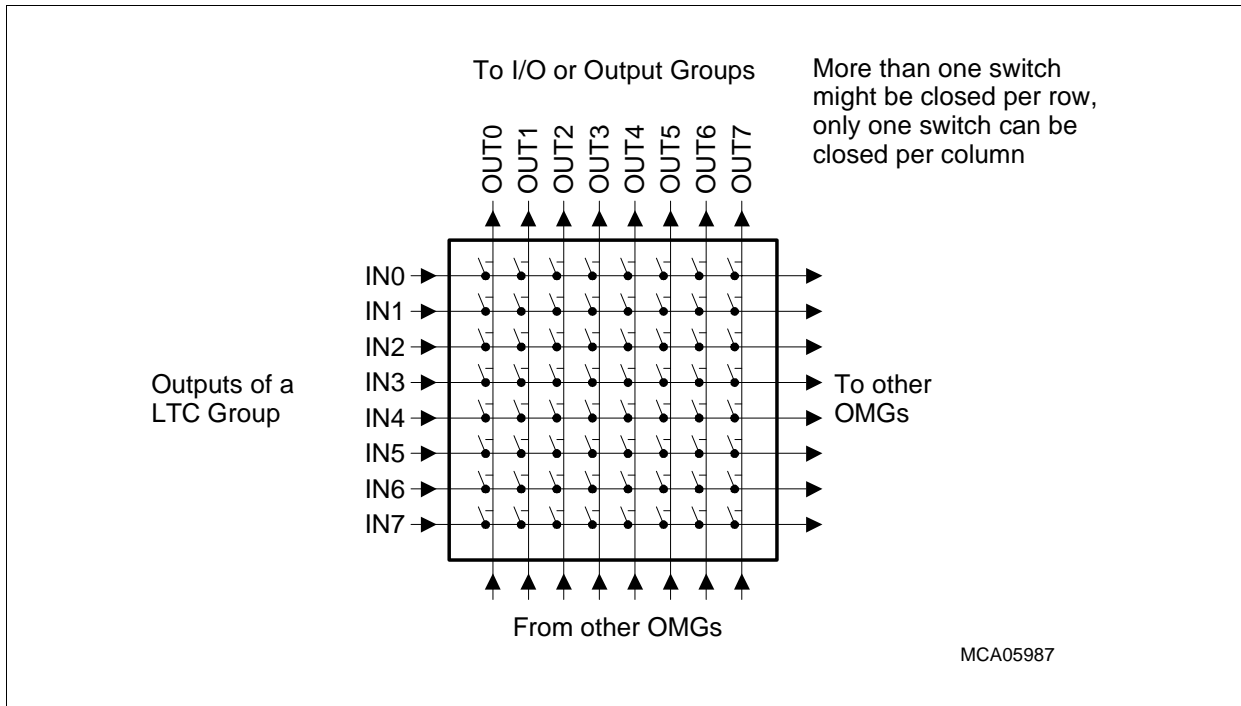 To I/O or Output Groups
More than one switch
might be closed per row,
only one switch can be
closed per column
OUT0
OUT1
OUT2
OUT3
OUT4
OUT5
OUT6
OUT7
IN0
IN1
IN2
IN3
IN4
IN5
IN6
IN7
Outputs of a
LTC Group
To other
OMGs
From other OMGs
MCA05987